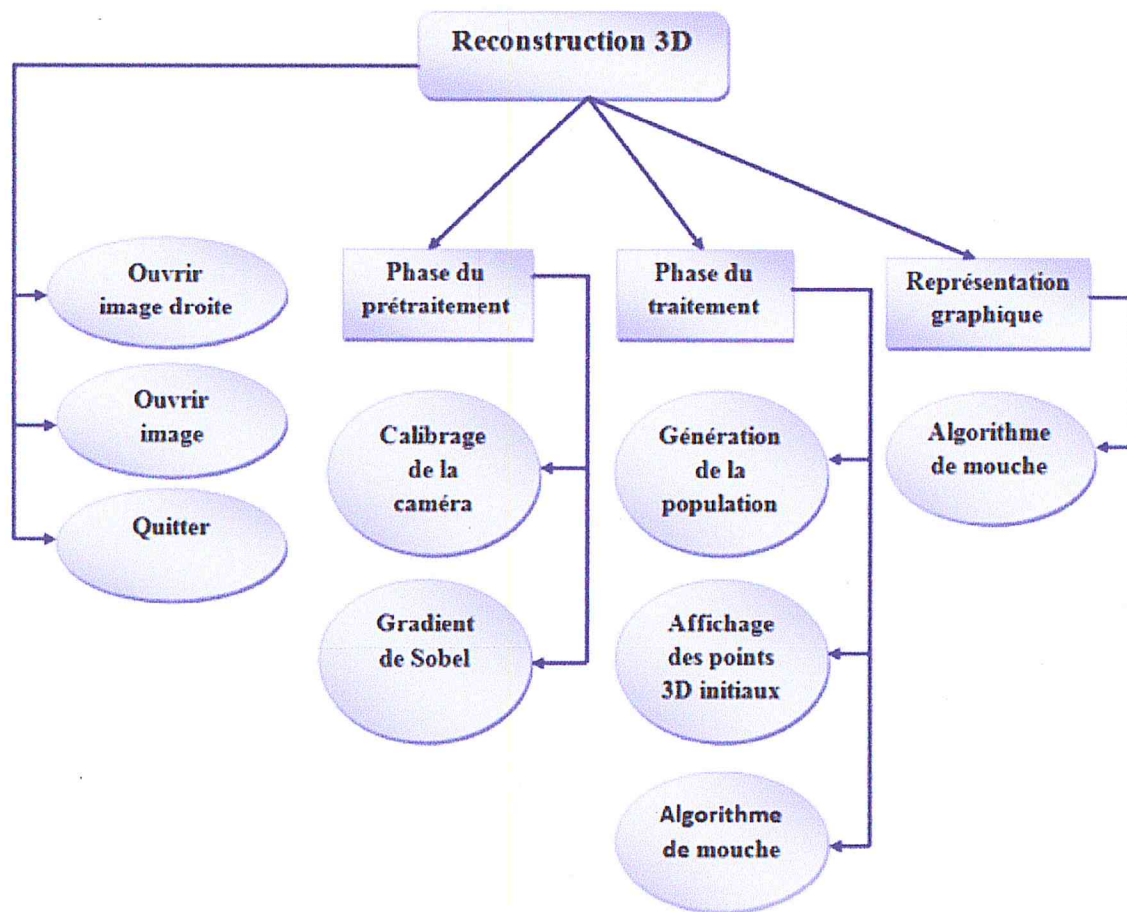 Reconstruction 3D
Ouvrir
image droite
Ouvrir
image
Quitter
Phase du
prétraitement
Calibrage
de la
caméra
Gradient
de Sobel
Phase du
traitement
Génération
de la
population
Affichage
des points
3D initiaux
Algorithme
de mouche
Représentation
graphique
Algorithme
de mouche